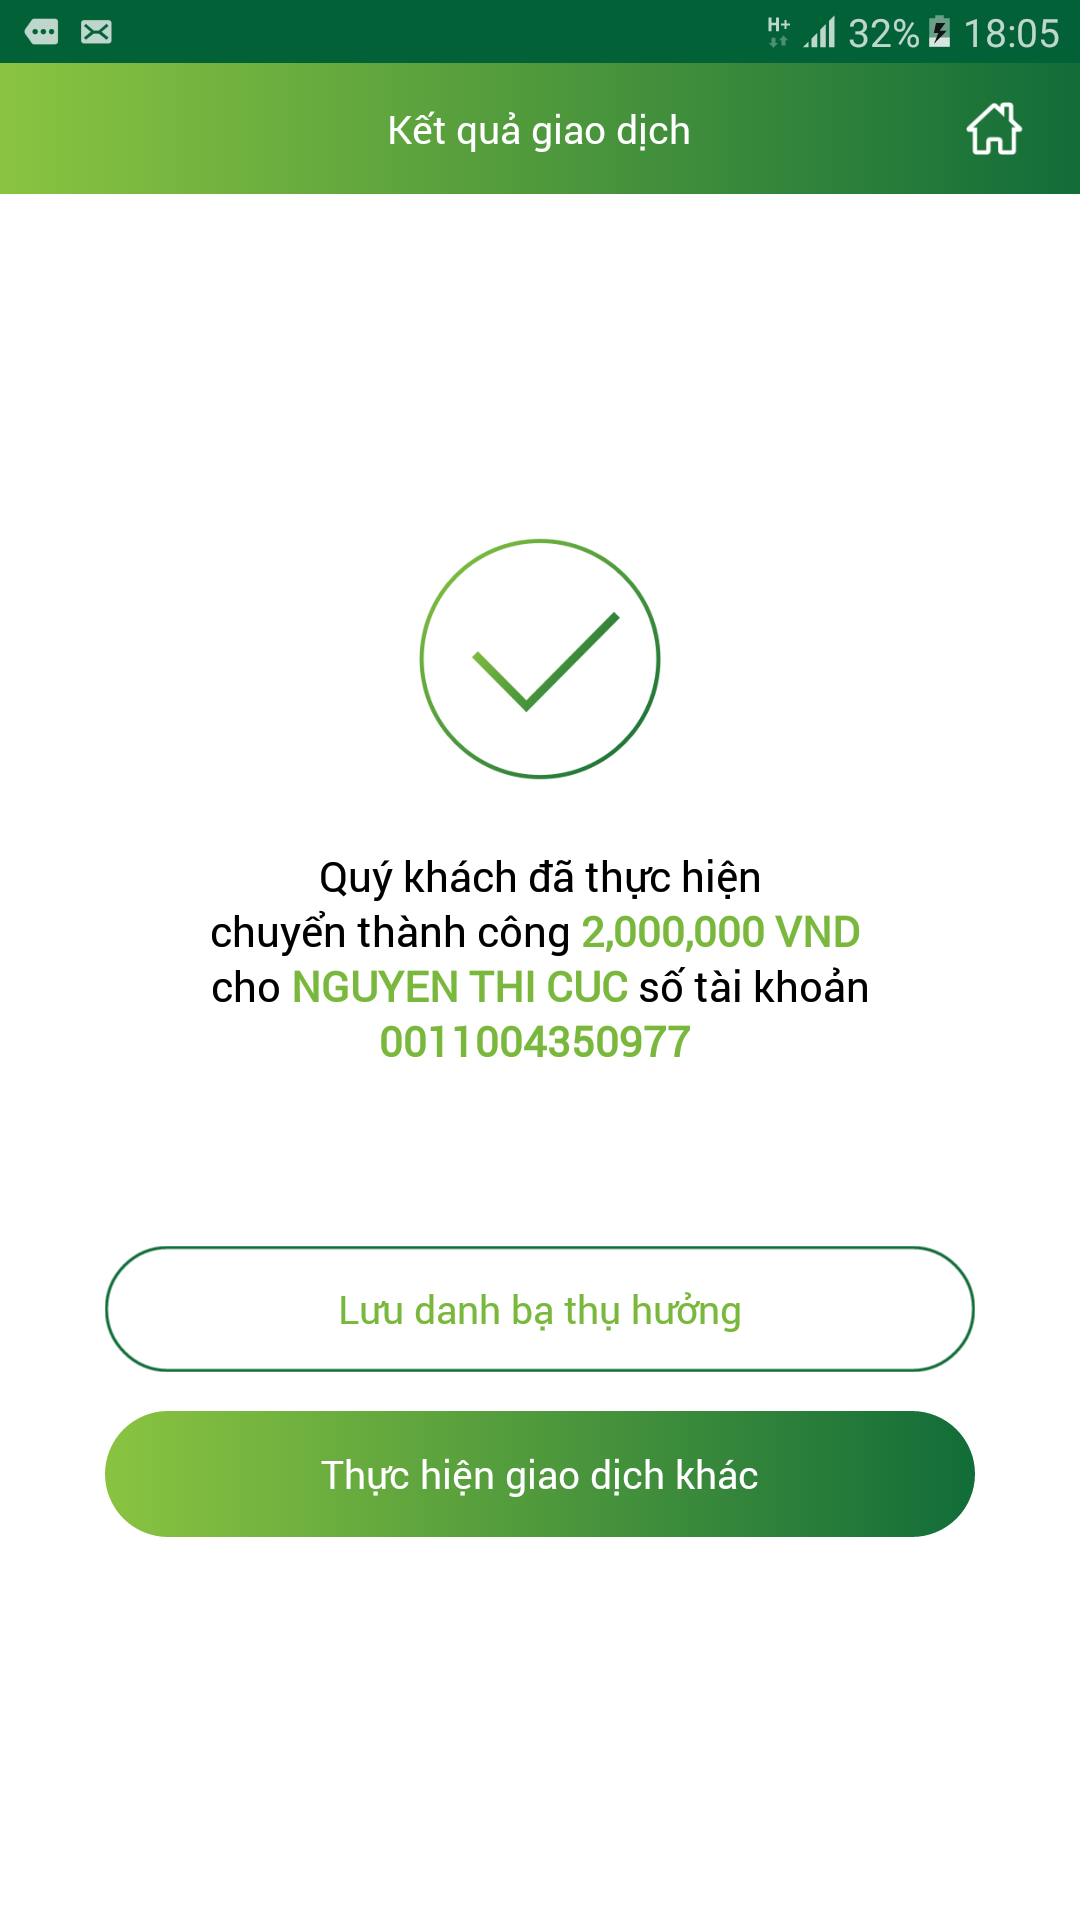 H+ 32% 18:05
Kết quả giao dịch
Quý khách đã thực hiện
chuyển thành công 2,000,000 VND
cho NGUYEN THI CUC số tài khoản
0011004350977
Lưu danh bạ thụ hưởng
Thực hiện giao dịch khác